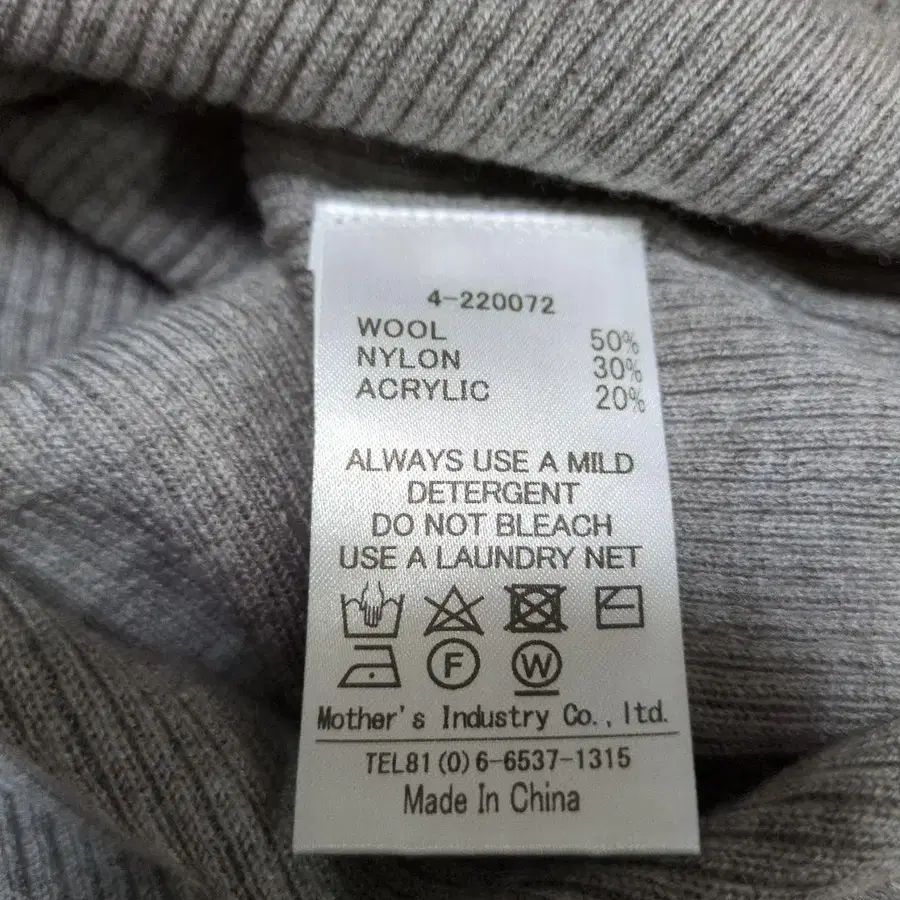 4-220072
WOOL 50%
NYLON 30%
ACRYLIC 20%
ALWAYS USE A MILD
DETERGENT
DO NOT BLEACH
USE A LAUNDRY NET
F W
Mother's Industry Co., ltd.
TEL81(0)6-6537-1315
Made In China